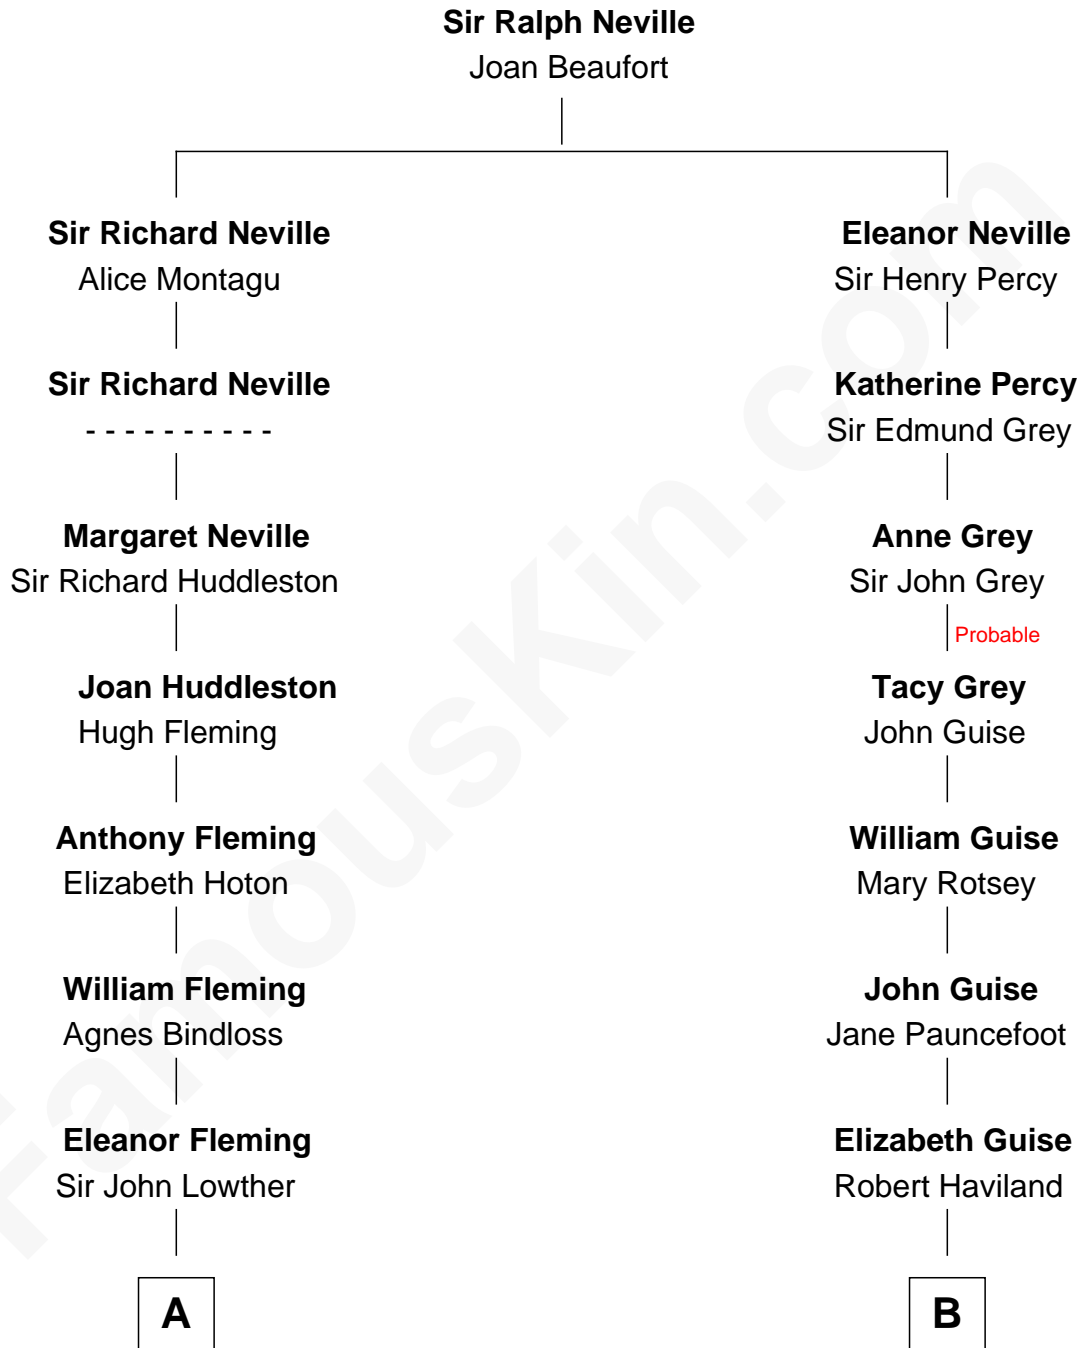 Sir Ralph Neville
Joan Beaufort
Sir Richard Neville
Alice Montagu
Sir Richard Neville
- - - - - - - - - -
Margaret Neville
Sir Richard Huddleston
Joan Huddleston
Hugh Fleming
Anthony Fleming
Elizabeth Hoton
William Fleming
Agnes Bindloss
Eleanor Fleming
Sir John Lowther
A
Eleanor Neville
Sir Henry Percy
Katherine Percy
Sir Edmund Grey
Anne Grey
Sir John Grey
Probable
Tacy Grey
John Guise
William Guise
Mary Rotsey
John Guise
Jane Pauncefoot
Elizabeth Guise
Robert Haviland
B
FamousKin.com